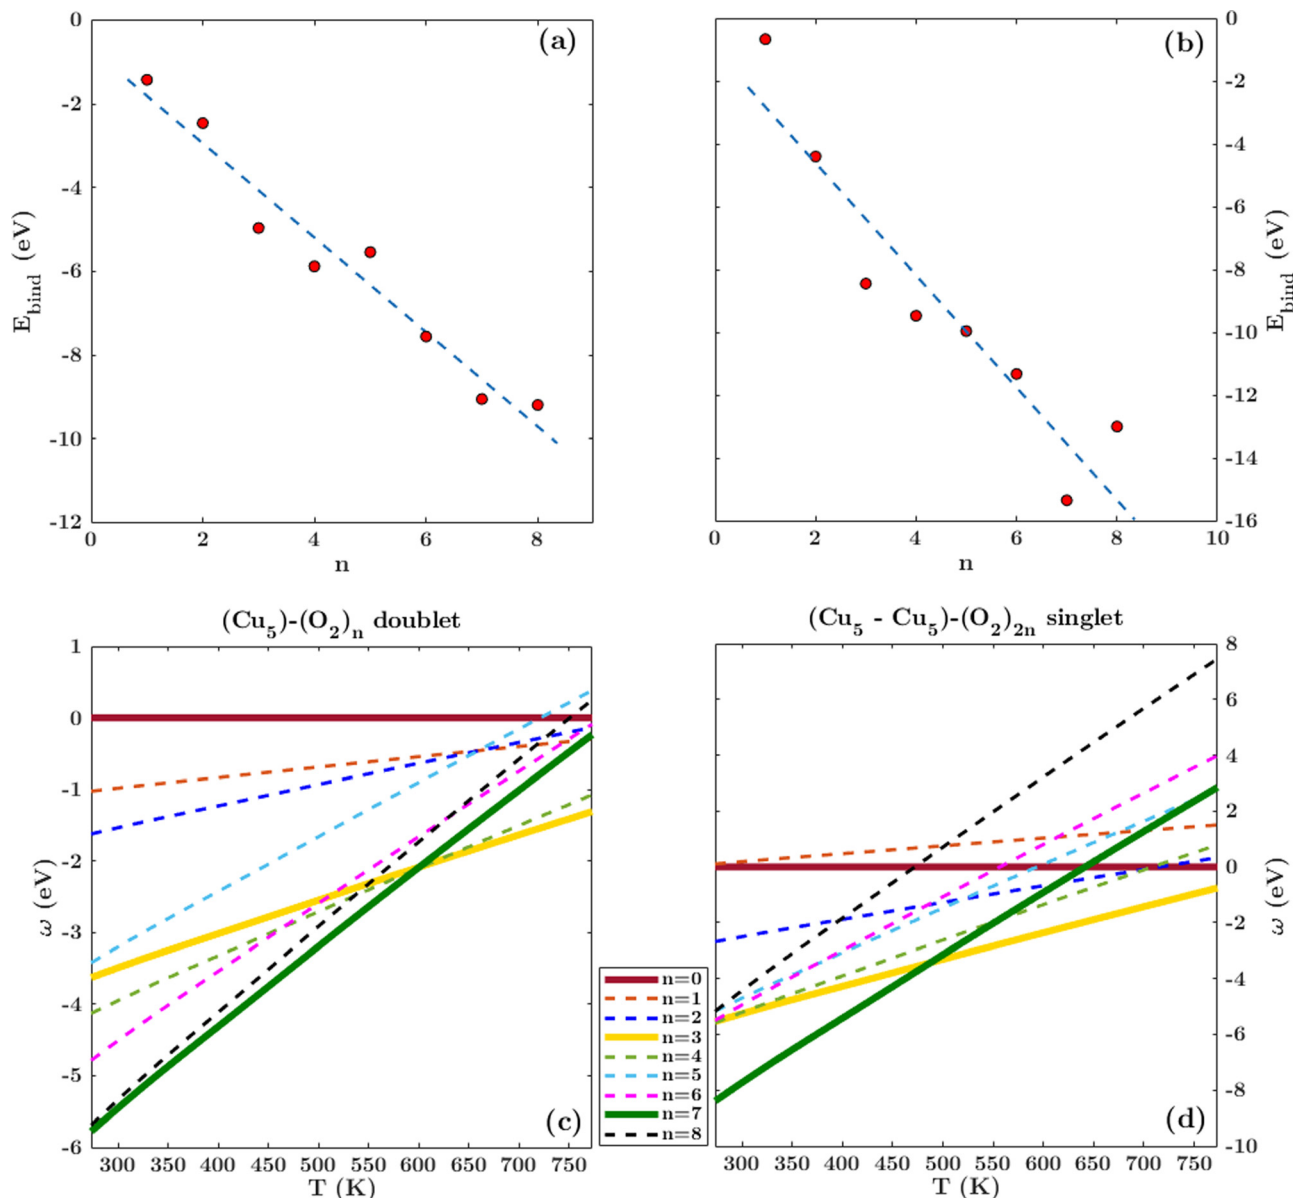 (a)
0
-2
-4
-6
-8
-10
-12
E_bind (eV)
0 2 4 6 8
n
(b)
0
-2
-4
-6
-8
-10
-12
-14
-16
E_bind (eV)
0 2 4 6 8 10
n
(Cu₅)-(O₂)ₙ doublet
1
0
-1
-2
-3
-4
-5
-6
ω (eV)
300 350 400 450 500 550 600 650 700 750
T (K)
(c)
n=0
n=1
n=2
n=3
n=4
n=5
n=6
n=7
n=8
(Cu₅ - Cu₅)-(O₂)₂ₙ singlet
8
6
4
2
0
-2
-4
-6
-8
-10
ω (eV)
300 350 400 450 500 550 600 650 700 750
T (K)
(d)